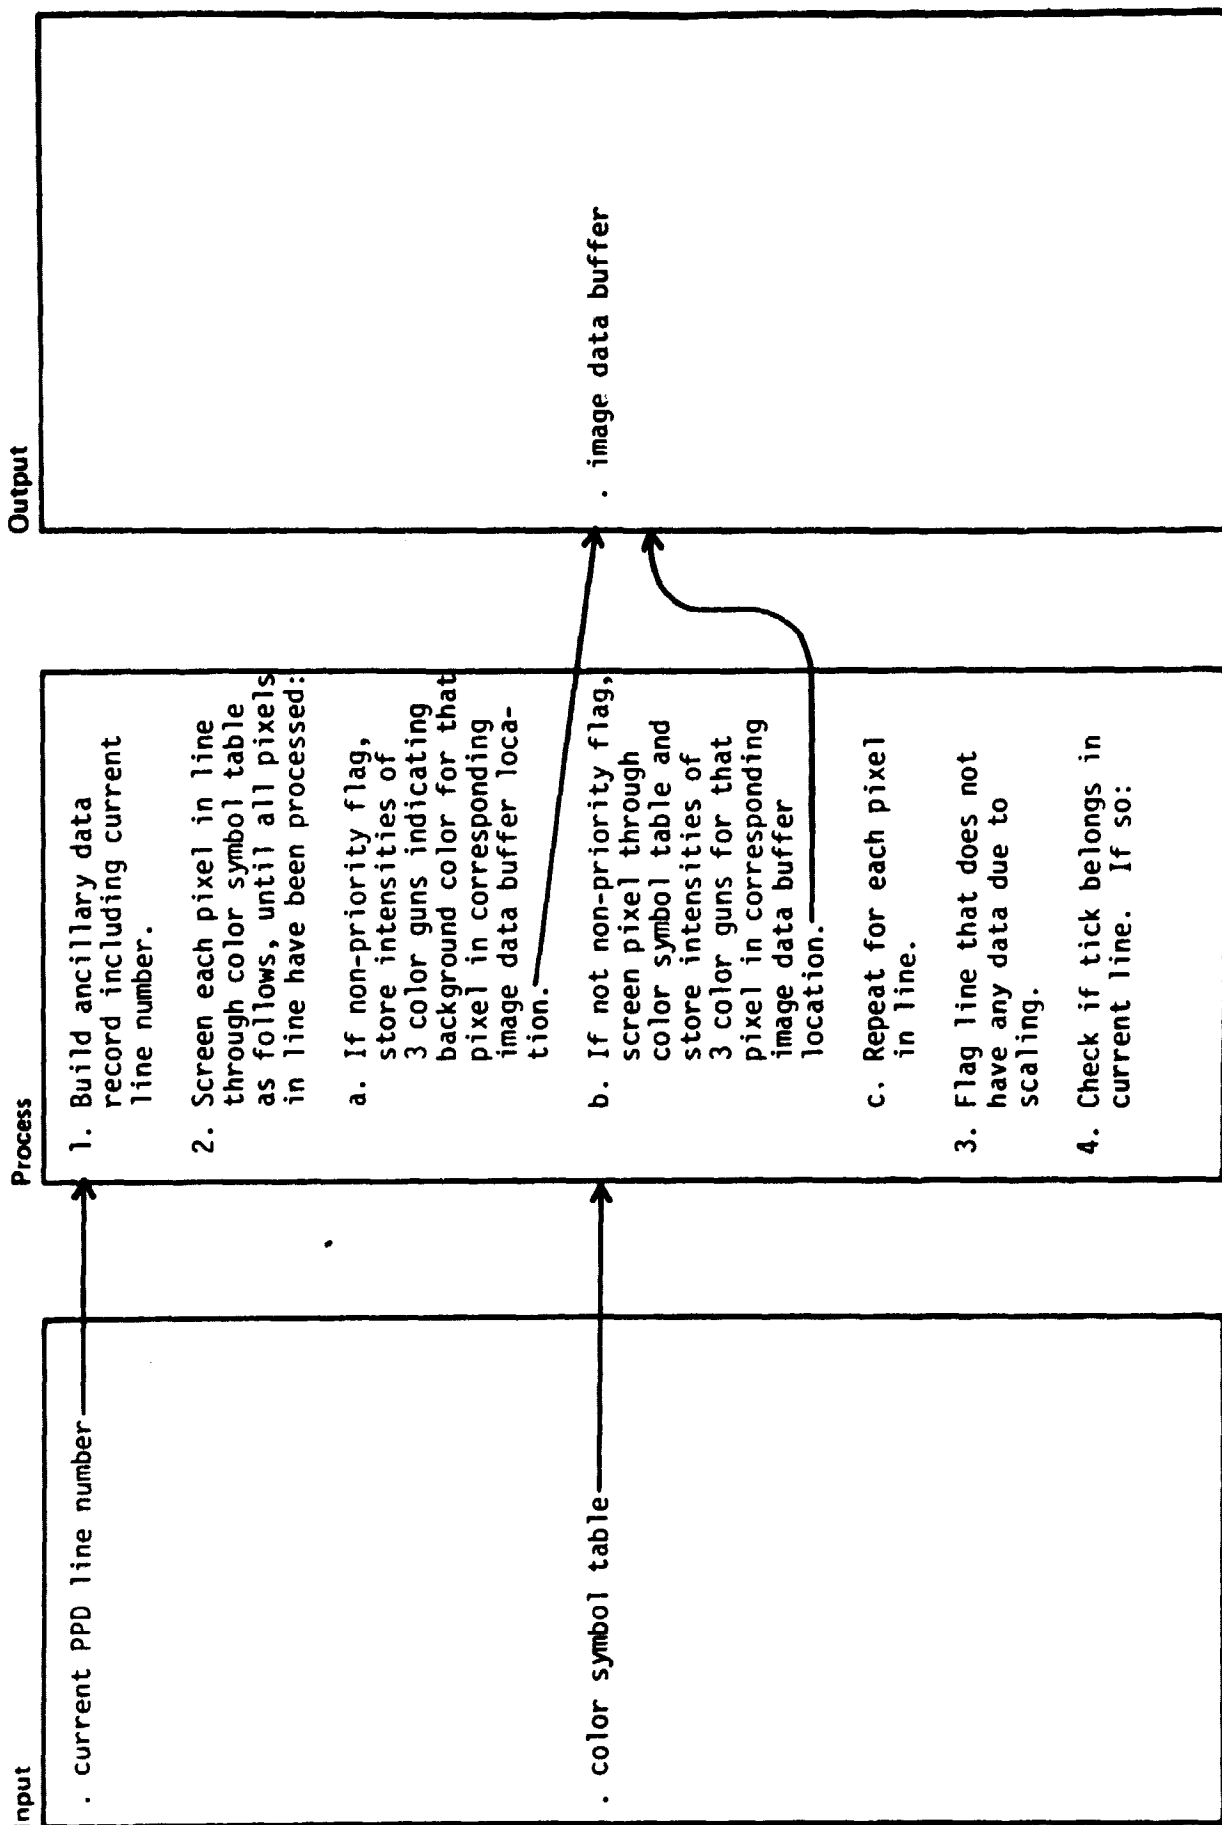 nput
. current PPD line number
. color symbol table
Process
1. Build ancillary data
record including current
line number.
2. Screen each pixel in line
through color symbol table
as follows, until all pixels
in line have been processed:
a. If non-priority flag,
store intensities of
3 color guns indicating
background color for that
pixel in corresponding
image data buffer loca-
tion.
b. If not non-priority flag,
screen pixel through
color symbol table and
store intensities of
3 color guns for that
pixel in corresponding
image data buffer
location.
c. Repeat for each pixel
in line.
3. Flag line that does not
have any data due to
scaling.
4. Check if tick belongs in
current line. If so:
Output
. image data buffer